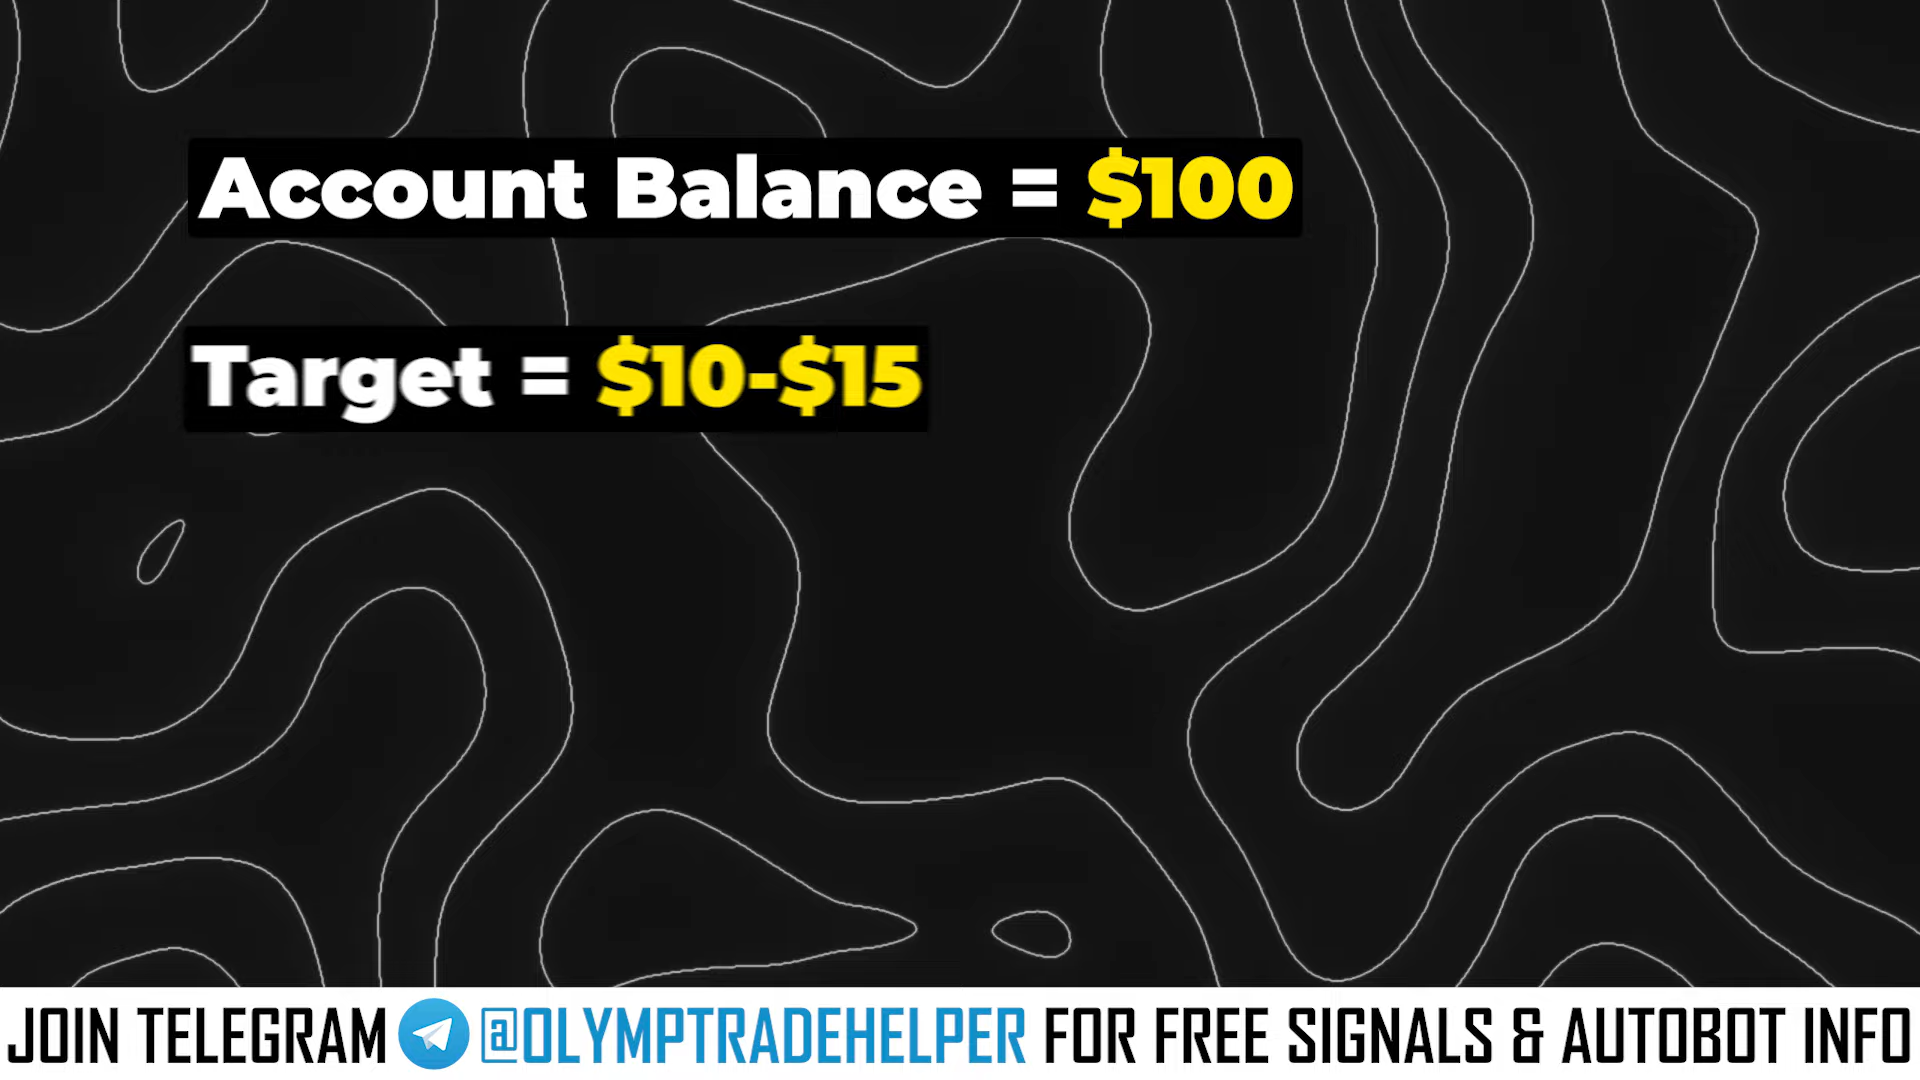 Account Balance = $100
Target = $10-$15
JOIN TELEGRAM @OLYMPTRADEHELPER FOR FREE SIGNALS & AUTOBOT INFO